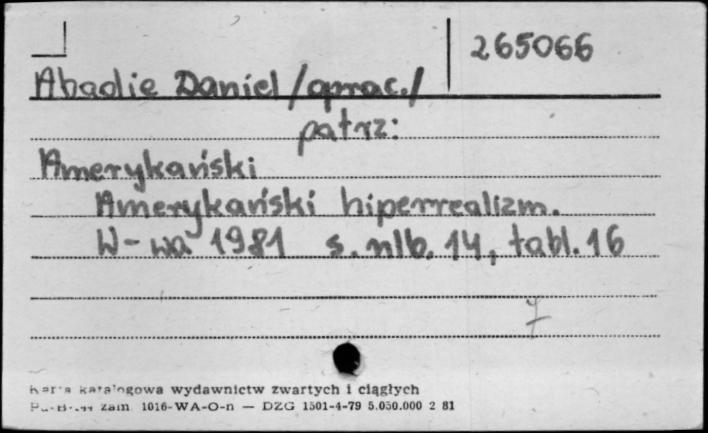 265066
Abadie Daniel /oprac./
patrz:
Amerykański
Amerykański hiperrealizm.
W-wa 1981 s. nlb. 14, tabl. 16
Karta katalogowa wydawnictw zwartych i ciągłych
zam. 1016-WA-O-n — DZG 1501-4-79 5.050.000 2 81